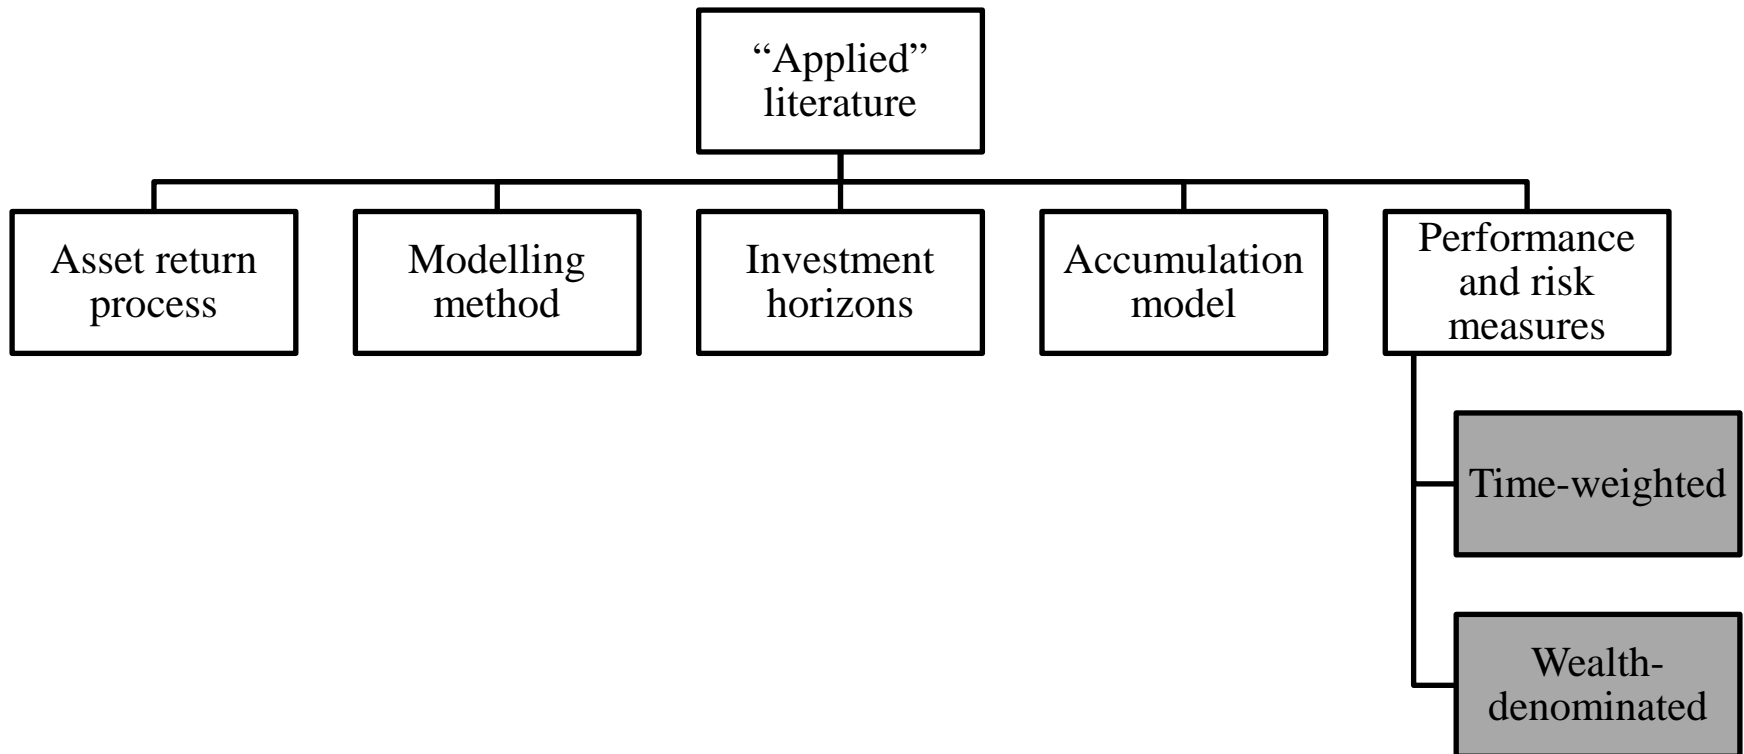 “Applied”
literature
Asset return
process
Modelling
method
Investment
horizons
Accumulation
model
Performance
and risk
measures
Time-weighted
Wealth-
denominated